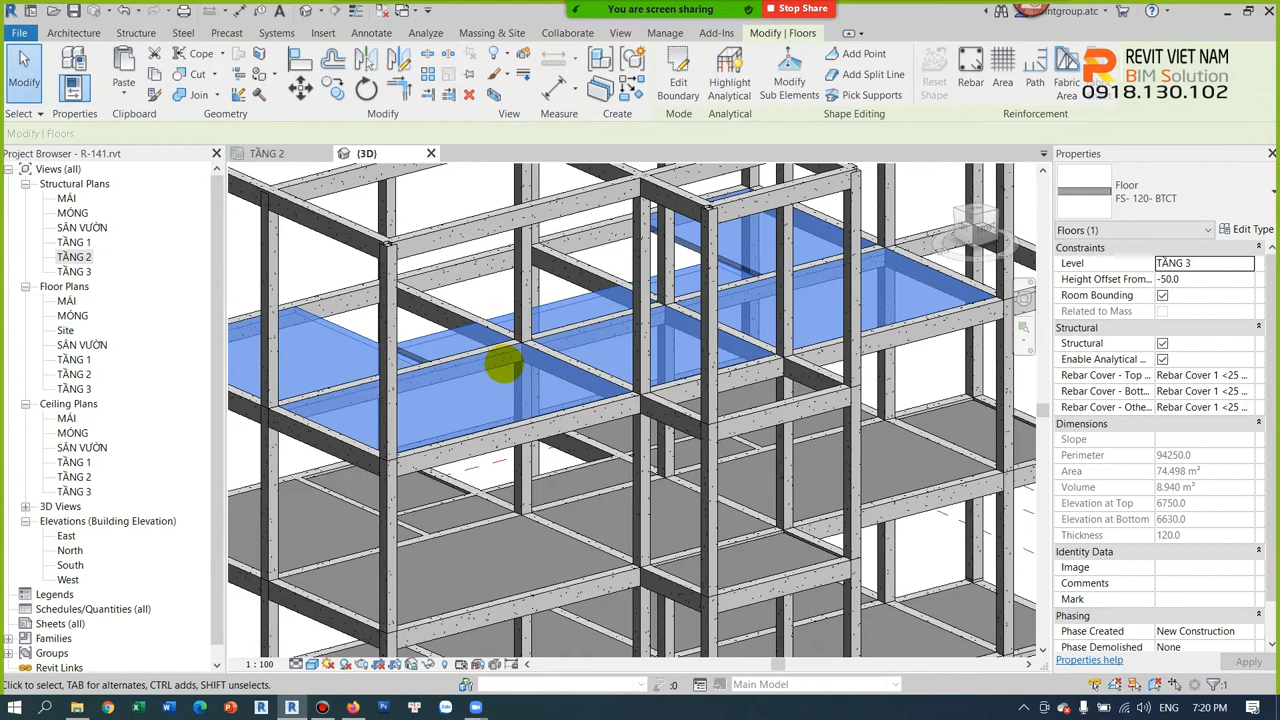 You are screen sharing
Stop Share
File
Architecture
Structure
Steel
Precast
Systems
Insert
Annotate
Analyze
Massing & Site
Collaborate
View
Manage
Add-Ins
Modify | Floors
REVIT VIET NAM
BIM Solution
0918.130.102
Modify
Properties
Paste
Cope
Cut
Join
Edit Boundary
Highlight Analytical
Modify Sub Elements
Add Point
Add Split Line
Pick Supports
Reset Shape
Rebar
Area
Path
Fabric Area
Select
Properties
Clipboard
Geometry
Modify
View
Measure
Create
Mode
Analytical
Shape Editing
Reinforcement
Modify | Floors
Project Browser - R-141.rvt
TẦNG 2
{3D}
Properties
Views (all)
Structural Plans
MÁI
MÓNG
SÂN VƯỜN
TẦNG 1
TẦNG 2
TẦNG 3
Floor Plans
MÁI
MÓNG
Site
SÂN VƯỜN
TẦNG 1
TẦNG 2
TẦNG 3
Ceiling Plans
MÁI
MÓNG
SÂN VƯỜN
TẦNG 1
TẦNG 2
TẦNG 3
3D Views
Elevations (Building Elevation)
East
North
South
West
Legends
Schedules/Quantities (all)
Sheets (all)
Families
Groups
Revit Links
Floor
FS- 120- BTCT
Floors (1)
Edit Type
Constraints
Level TẦNG 3
Height Offset From... -50.0
Room Bounding
Related to Mass
Structural
Structural
Enable Analytical
Rebar Cover - Top ... Rebar Cover 1 <25 ...
Rebar Cover - Bott... Rebar Cover 1 <25 ...
Rebar Cover - Othe... Rebar Cover 1 <25 ...
Dimensions
Slope
Perimeter 94250.0
Area 74.498 m²
Volume 8.940 m³
Elevation at Top 6750.0
Elevation at Bottom 6630.0
Thickness 120.0
Identity Data
Image
Comments
Mark
Phasing
Phase Created New Construction
Phase Demolished None
Properties help
Apply
1 : 100
Click to select, TAB for alternates, CTRL adds, SHIFT unselects.
:0
Main Model
:1
ENG
7:20 PM